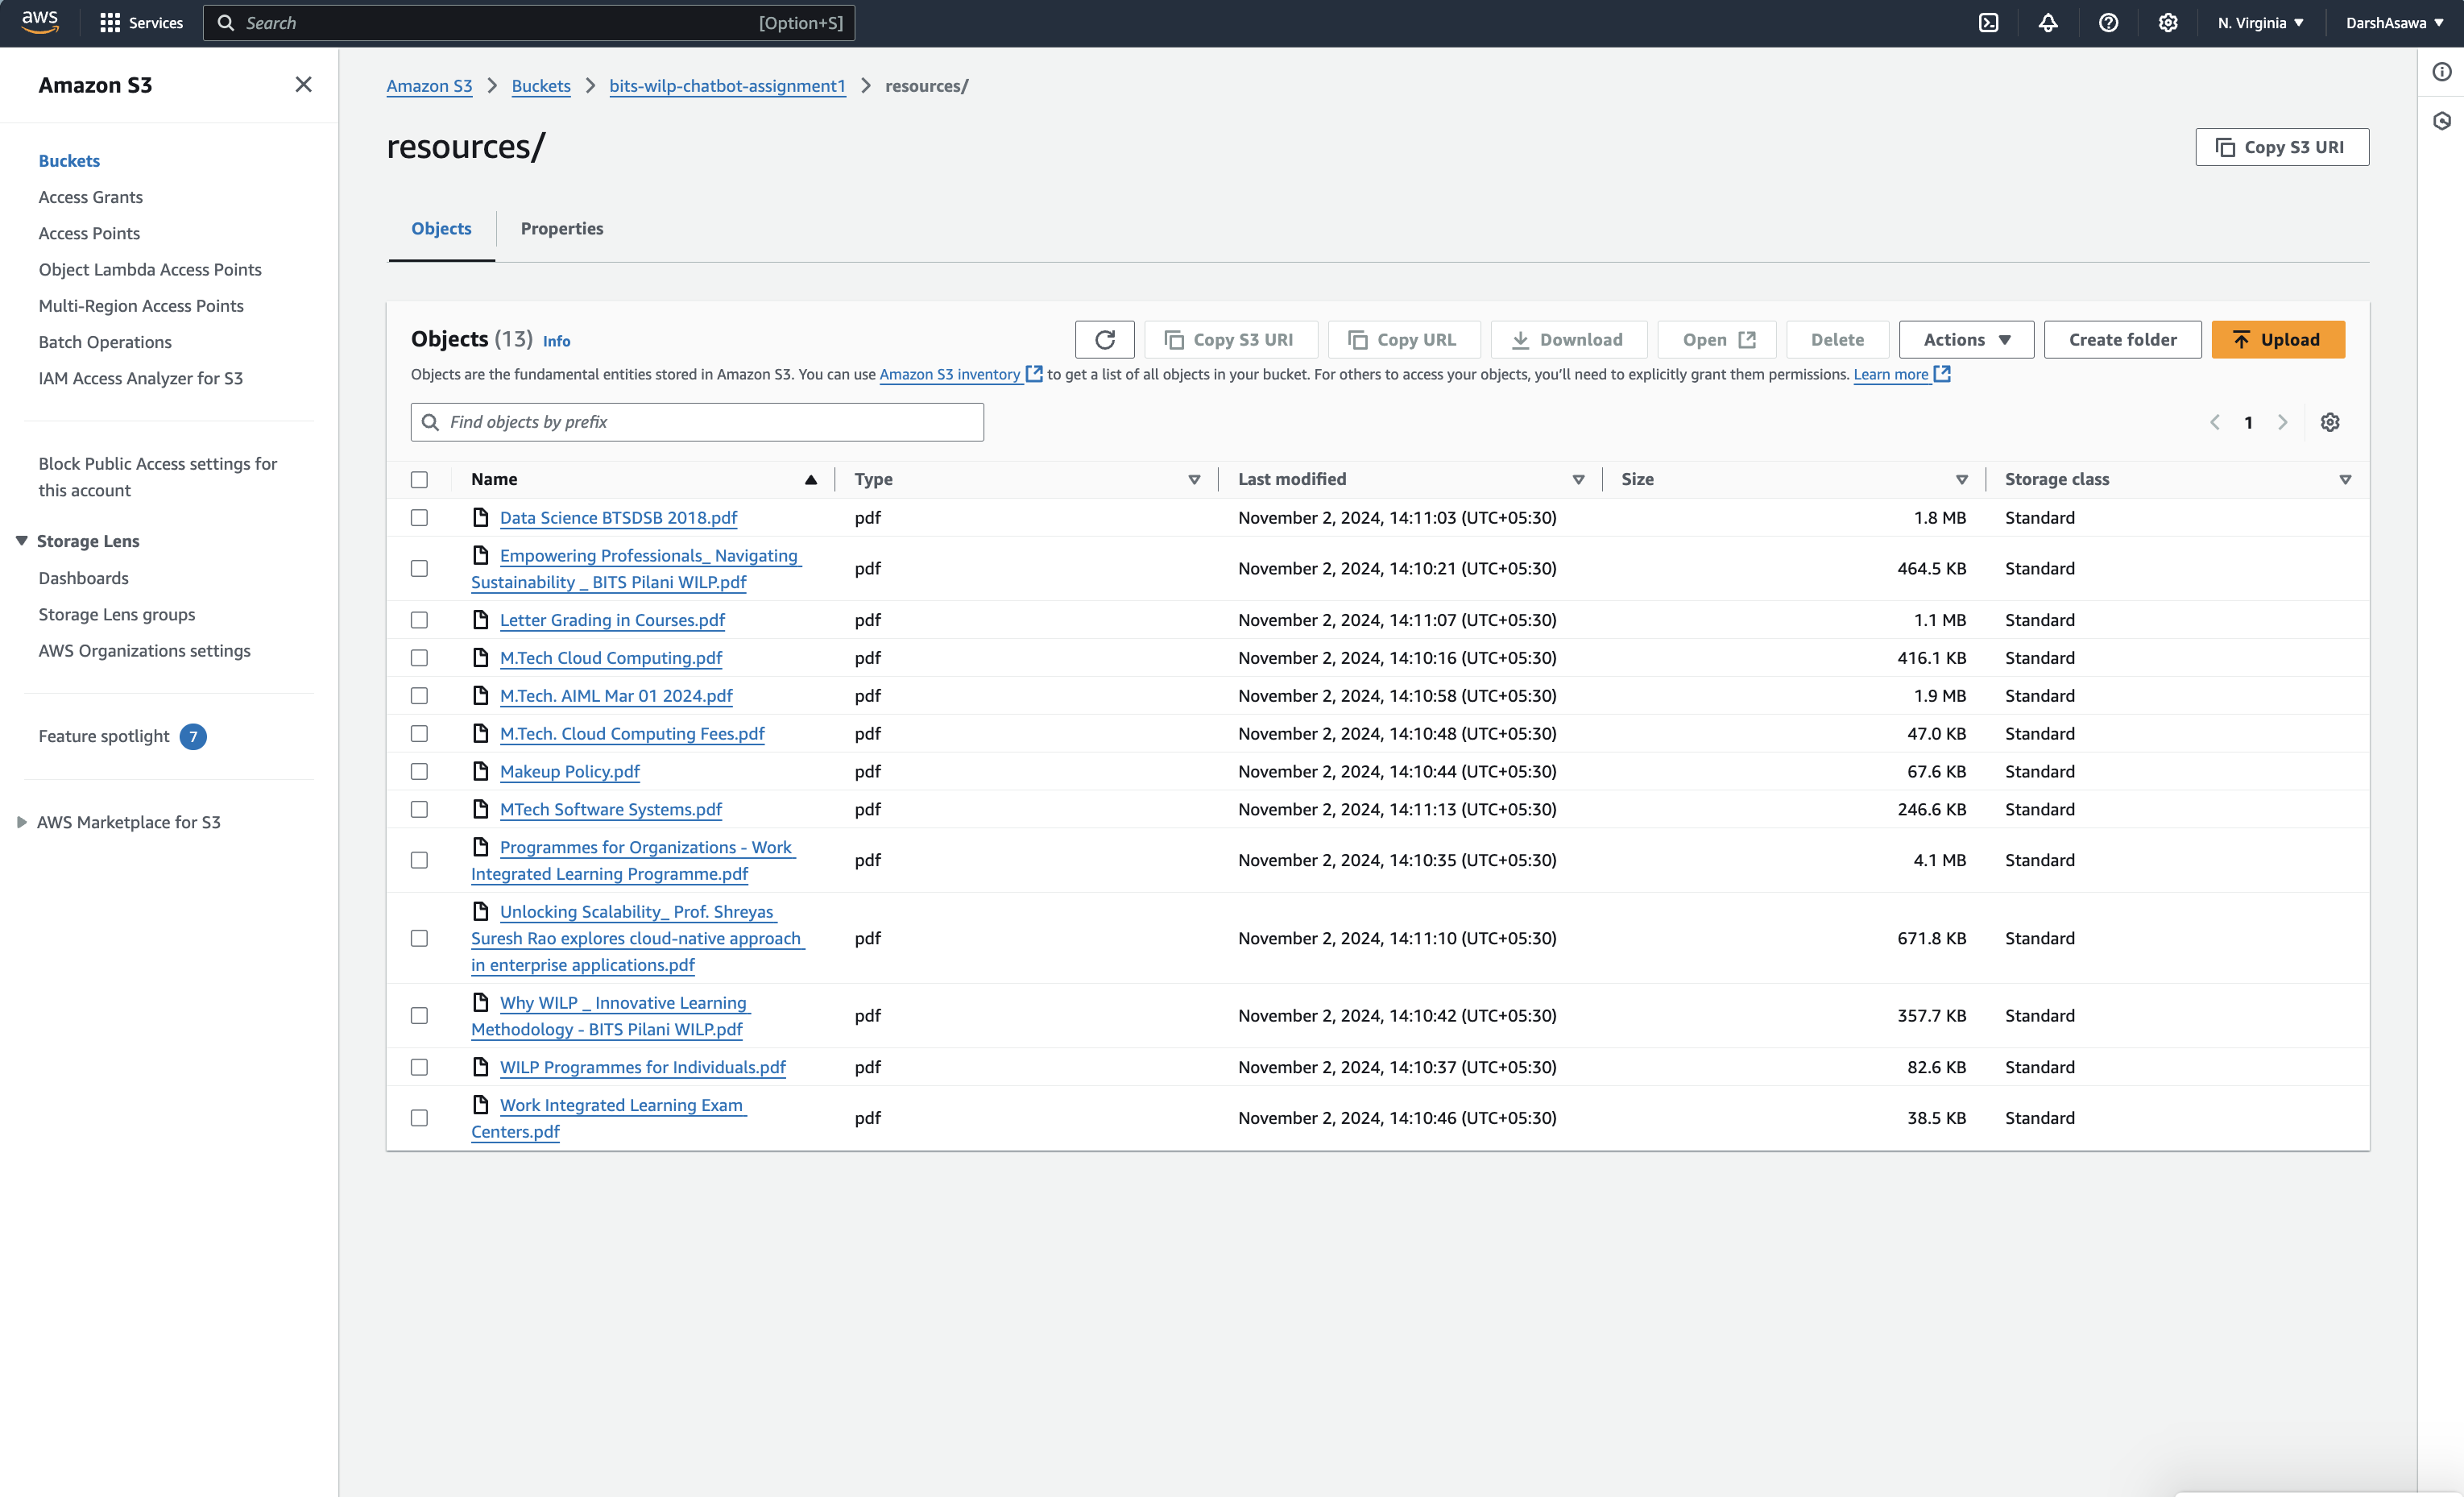 aws Services Search [Option+S] N. Virginia DarshAsawa
Amazon S3
Buckets
Access Grants
Access Points
Object Lambda Access Points
Multi-Region Access Points
Batch Operations
IAM Access Analyzer for S3
Block Public Access settings for
this account
Storage Lens
Dashboards
Storage Lens groups
AWS Organizations settings
Feature spotlight 7
AWS Marketplace for S3
Amazon S3 Buckets bits-wilp-chatbot-assignment1 resources/
resources/
Copy S3 URI
Objects Properties
Objects (13) Info
Copy S3 URI Copy URL Download Open Delete Actions Create folder Upload
Objects are the fundamental entities stored in Amazon S3. You can use Amazon S3 inventory to get a list of all objects in your bucket. For others to access your objects, you'll need to explicitly grant them permissions. Learn more
Find objects by prefix
1
Name Type Last modified Size Storage class
Data Science BTSDSB 2018.pdf pdf November 2, 2024, 14:11:03 (UTC+05:30) 1.8 MB Standard
Empowering Professionals_ Navigating
Sustainability _ BITS Pilani WILP.pdf pdf November 2, 2024, 14:10:21 (UTC+05:30) 464.5 KB Standard
Letter Grading in Courses.pdf pdf November 2, 2024, 14:11:07 (UTC+05:30) 1.1 MB Standard
M.Tech Cloud Computing.pdf pdf November 2, 2024, 14:10:16 (UTC+05:30) 416.1 KB Standard
M.Tech. AIML Mar 01 2024.pdf pdf November 2, 2024, 14:10:58 (UTC+05:30) 1.9 MB Standard
M.Tech. Cloud Computing Fees.pdf pdf November 2, 2024, 14:10:48 (UTC+05:30) 47.0 KB Standard
Makeup Policy.pdf pdf November 2, 2024, 14:10:44 (UTC+05:30) 67.6 KB Standard
MTech Software Systems.pdf pdf November 2, 2024, 14:11:13 (UTC+05:30) 246.6 KB Standard
Programmes for Organizations - Work
Integrated Learning Programme.pdf pdf November 2, 2024, 14:10:35 (UTC+05:30) 4.1 MB Standard
Unlocking Scalability_ Prof. Shreyas
Suresh Rao explores cloud-native approach pdf November 2, 2024, 14:11:10 (UTC+05:30) 671.8 KB Standard
in enterprise applications.pdf
Why WILP _ Innovative Learning
Methodology - BITS Pilani WILP.pdf pdf November 2, 2024, 14:10:42 (UTC+05:30) 357.7 KB Standard
WILP Programmes for Individuals.pdf pdf November 2, 2024, 14:10:37 (UTC+05:30) 82.6 KB Standard
Work Integrated Learning Exam
Centers.pdf pdf November 2, 2024, 14:10:46 (UTC+05:30) 38.5 KB Standard